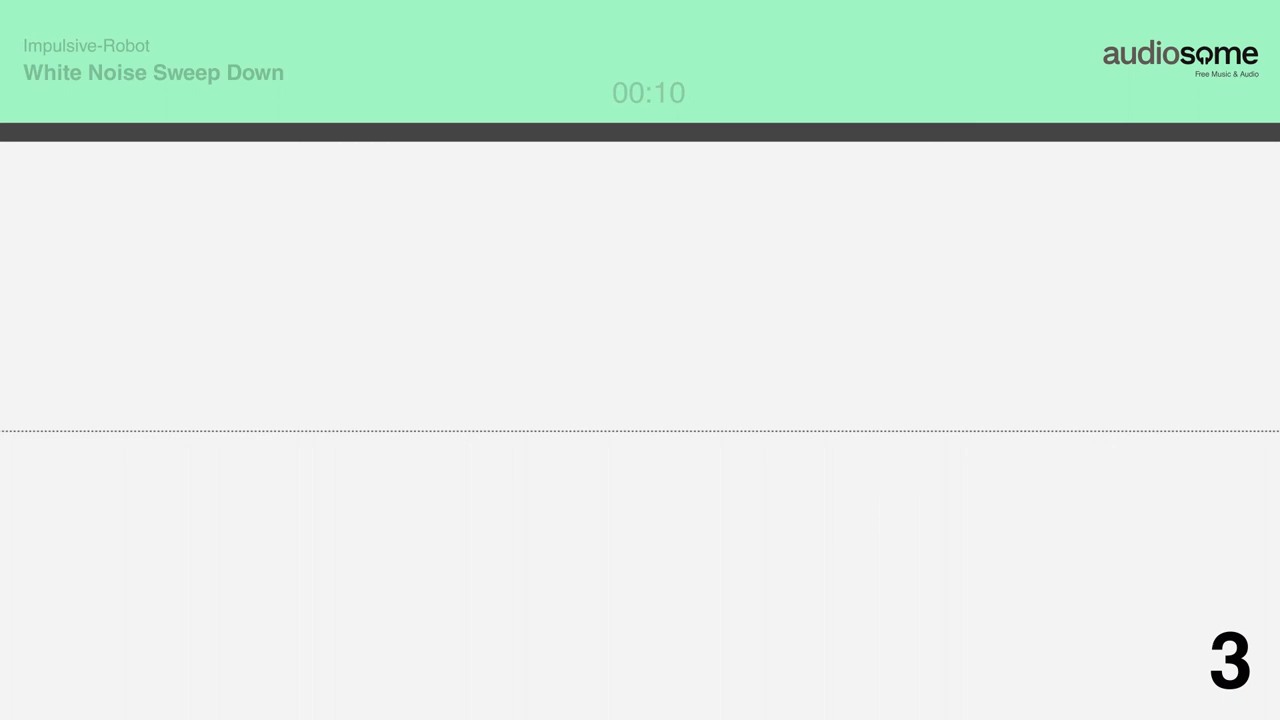 Impulsive-Robot
White Noise Sweep Down
00:10
audiosome
Free Music & Audio
3